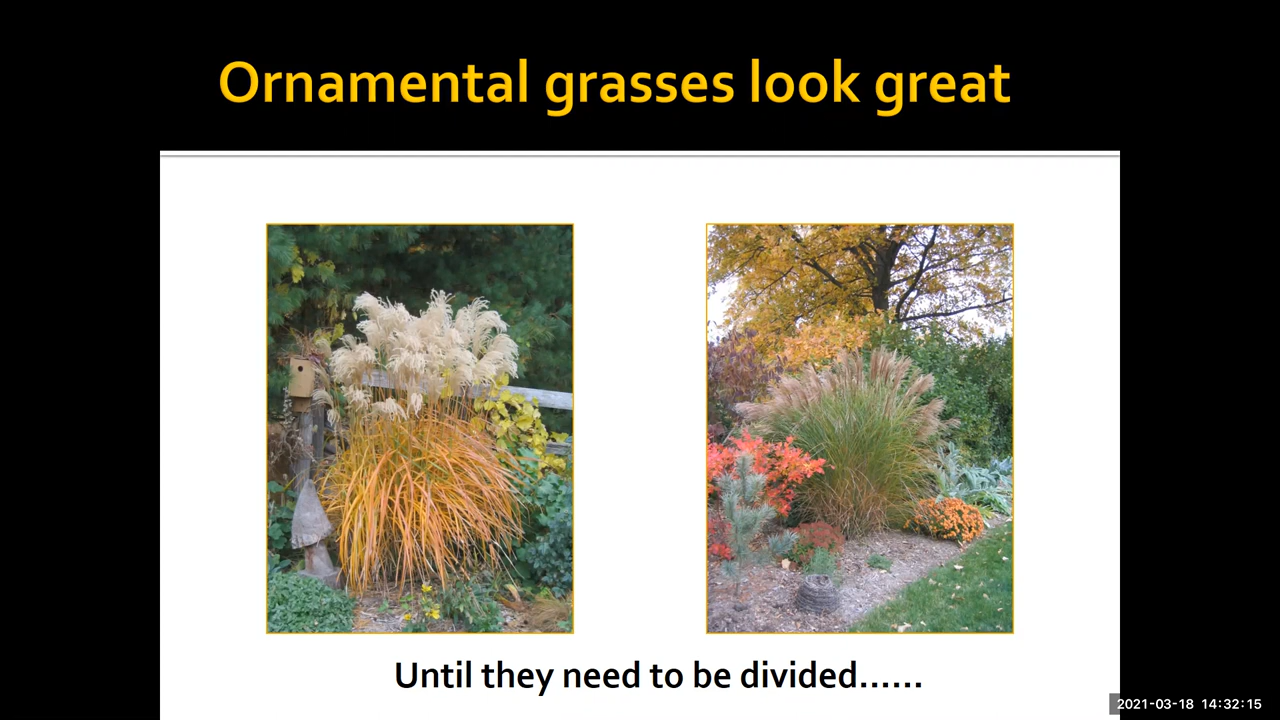 Ornamental grasses look great
Until they need to be divided......
2021-03-18 14:32:15